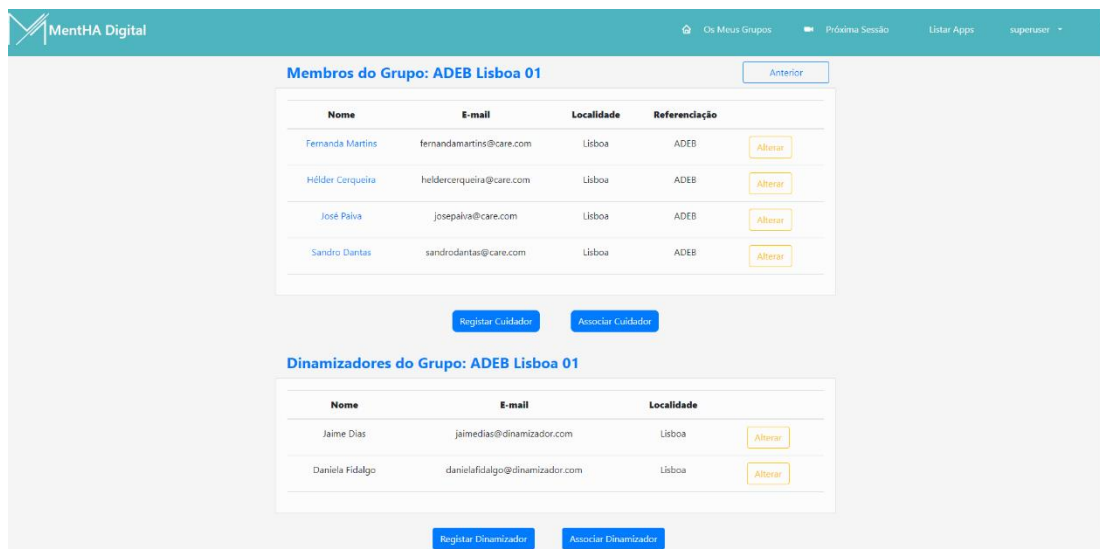 MentHA Digital Os Meus Grupos Próxima Sessão Listar Apps superuser
Membros do Grupo: ADEB Lisboa 01 Anterior
Nome E-mail Localidade Referenciação
Fernanda Martins fernandamartins@care.com Lisboa ADEB Alterar
Hélder Cerqueira heldercerqueira@care.com Lisboa ADEB Alterar
José Paiva josepaiva@care.com Lisboa ADEB Alterar
Sandro Dantas sandrodantas@care.com Lisboa ADEB Alterar
Registar Cuidador Associar Cuidador
Dinamizadores do Grupo: ADEB Lisboa 01
Nome E-mail Localidade
Jaime Dias jaimedias@dinamizador.com Lisboa Alterar
Daniela Fidalgo danielafidalgo@dinamizador.com Lisboa Alterar
Registar Dinamizador Associar Dinamizador